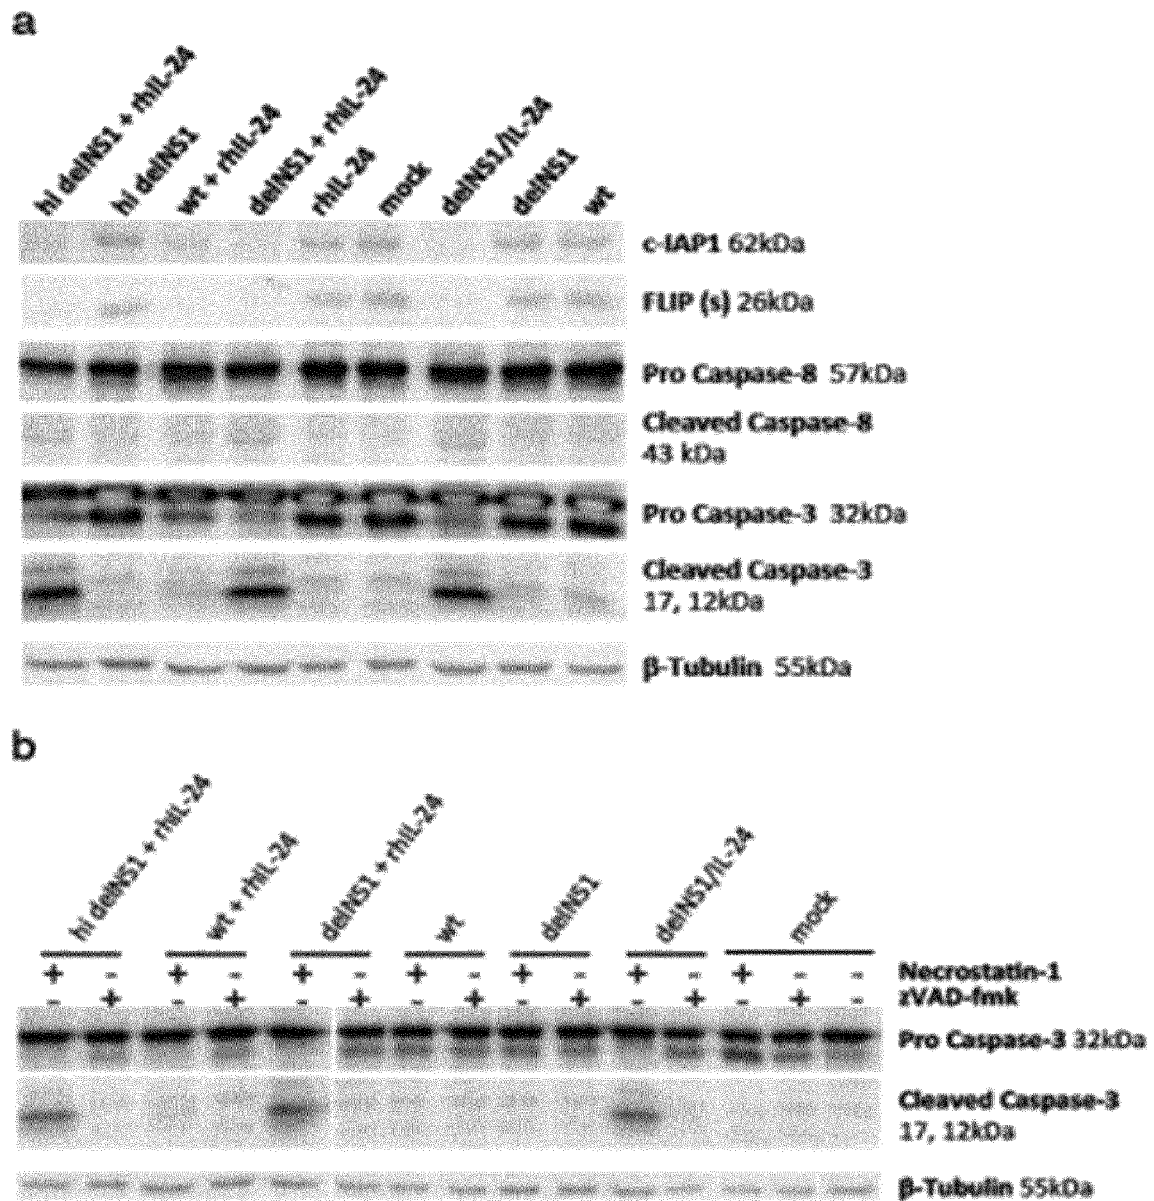 a
hi delNS1 + rhIL-24
hi delNS1
wt + rhIL-24
delNS1 + rhIL-24
rhIL-24
mock
delNS1/IL-24
delNS1
wt
c-IAP1 62kDa
FLIP (s) 26kDa
Pro Caspase-8 57kDa
Cleaved Caspase-8
43 kDa
Pro Caspase-3 32kDa
Cleaved Caspase-3
17, 12kDa
β-Tubulin 55kDa
b
hi delNS1 + rhIL-24
wt + rhIL-24
delNS1 + rhIL-24
wt
delNS1
delNS1/IL-24
mock
+ - + - + - + - + - + - + - - Necrostatin-1
- + - + - + - + - + - + - + - zVAD-fmk
Pro Caspase-3 32kDa
Cleaved Caspase-3
17, 12kDa
β-Tubulin 55kDa